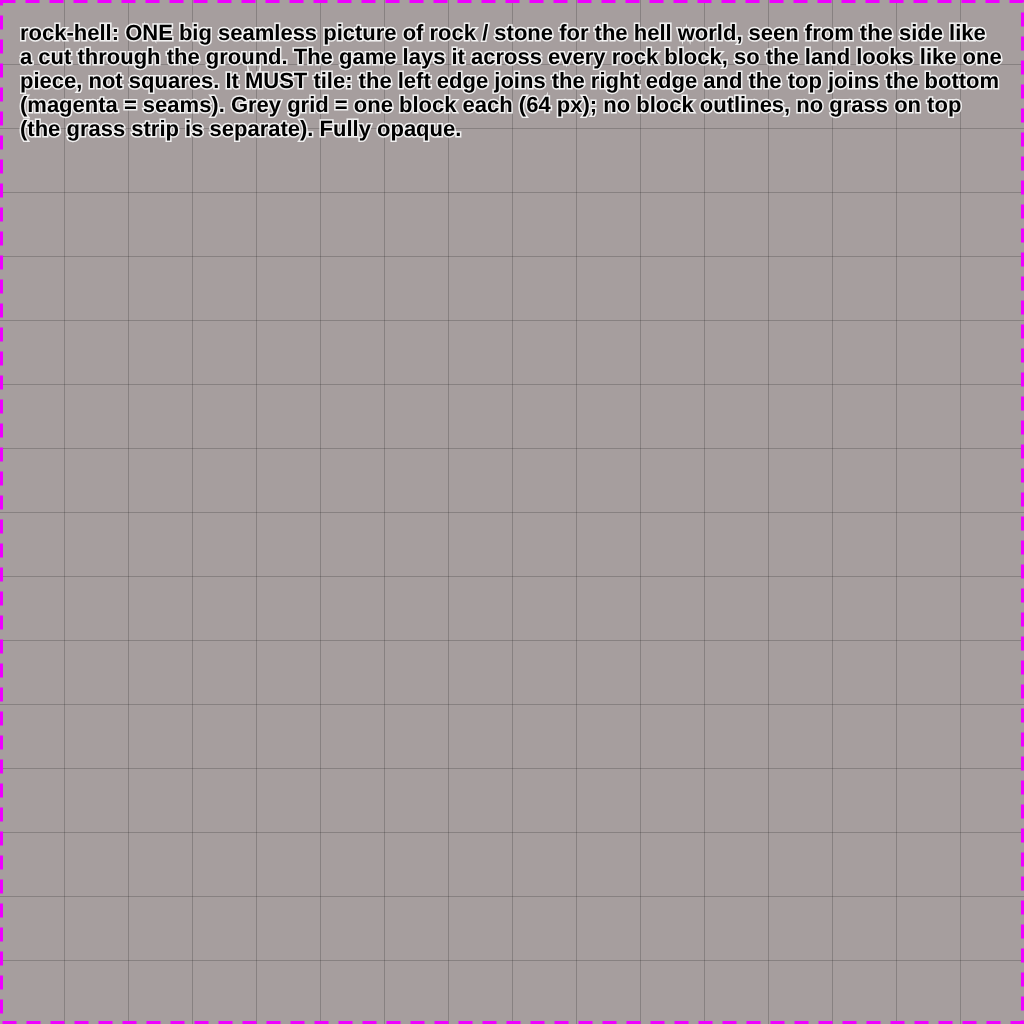 rock-hell: ONE big seamless picture of rock / stone for the hell world, seen from the side like
a cut through the ground. The game lays it across every rock block, so the land looks like one
piece, not squares. It MUST tile: the left edge joins the right edge and the top joins the bottom
(magenta = seams). Grey grid = one block each (64 px); no block outlines, no grass on top
(the grass strip is separate). Fully opaque.